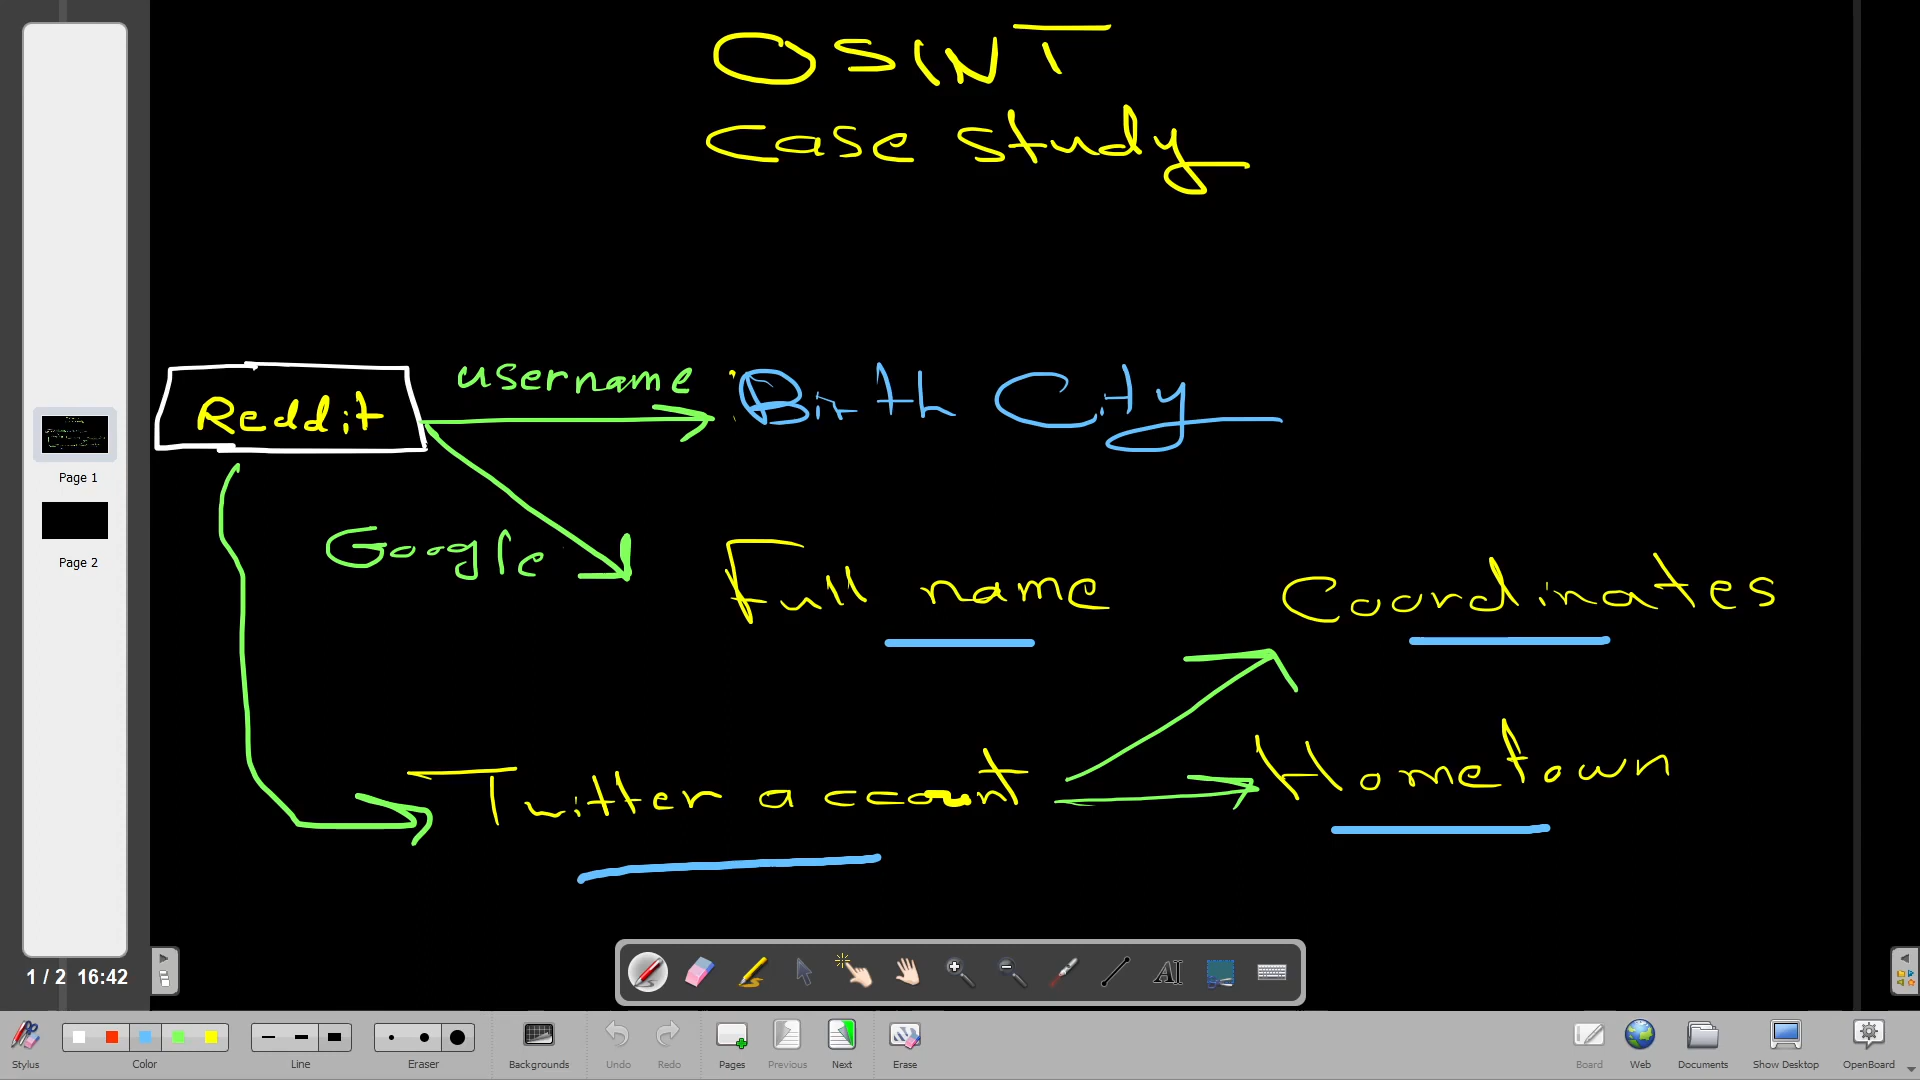 OSINT
case study
Reddit
username
Birth City
Google
Full name
Coordinates
Twitter account
Hometown
Page 1
Page 2
1 / 2 16:42
Stylus
Color
Line
Eraser
Backgrounds
Undo
Redo
Pages
Previous
Next
Erase
Board
Web
Documents
Show Desktop
OpenBoard